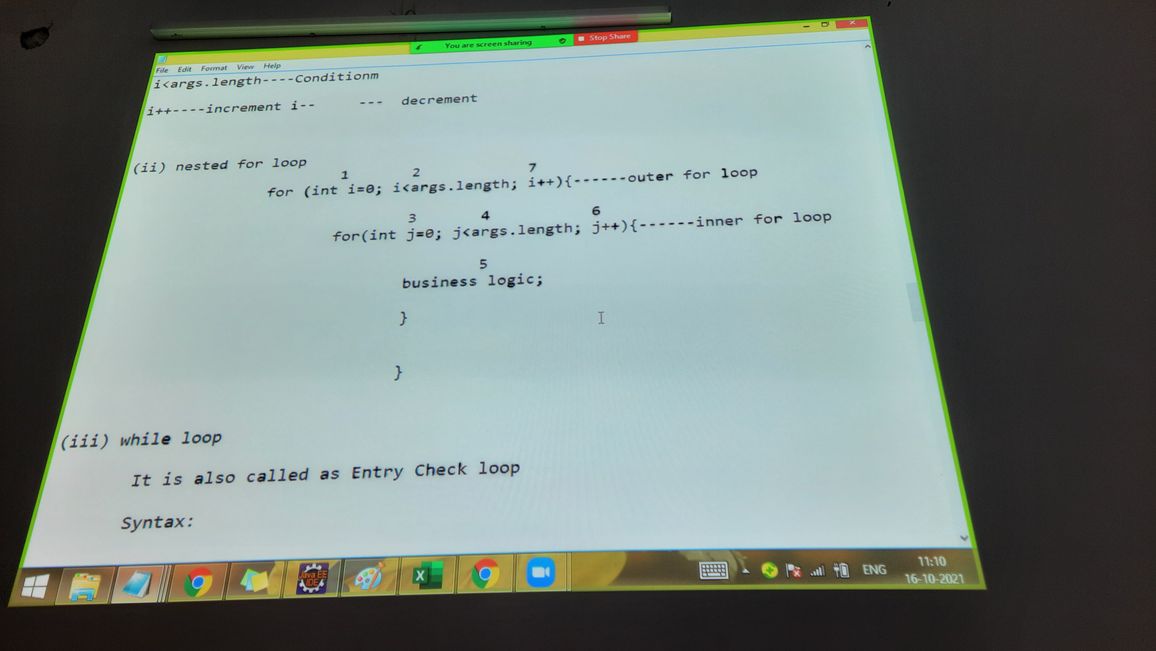 You are screen sharing Stop Share
File Edit Format View Help
i<args.length----Conditionm
i++----increment i-- --- decrement
(ii) nested for loop
1 2 7
for (int i=0; i<args.length; i++){------outer for loop
3 4 6
for(int j=0; j<args.length; j++){------inner for loop
5
business logic;
}
}
(iii) while loop
It is also called as Entry Check loop
Syntax:
Java EE
IDE
ENG
11:10
16-10-2021